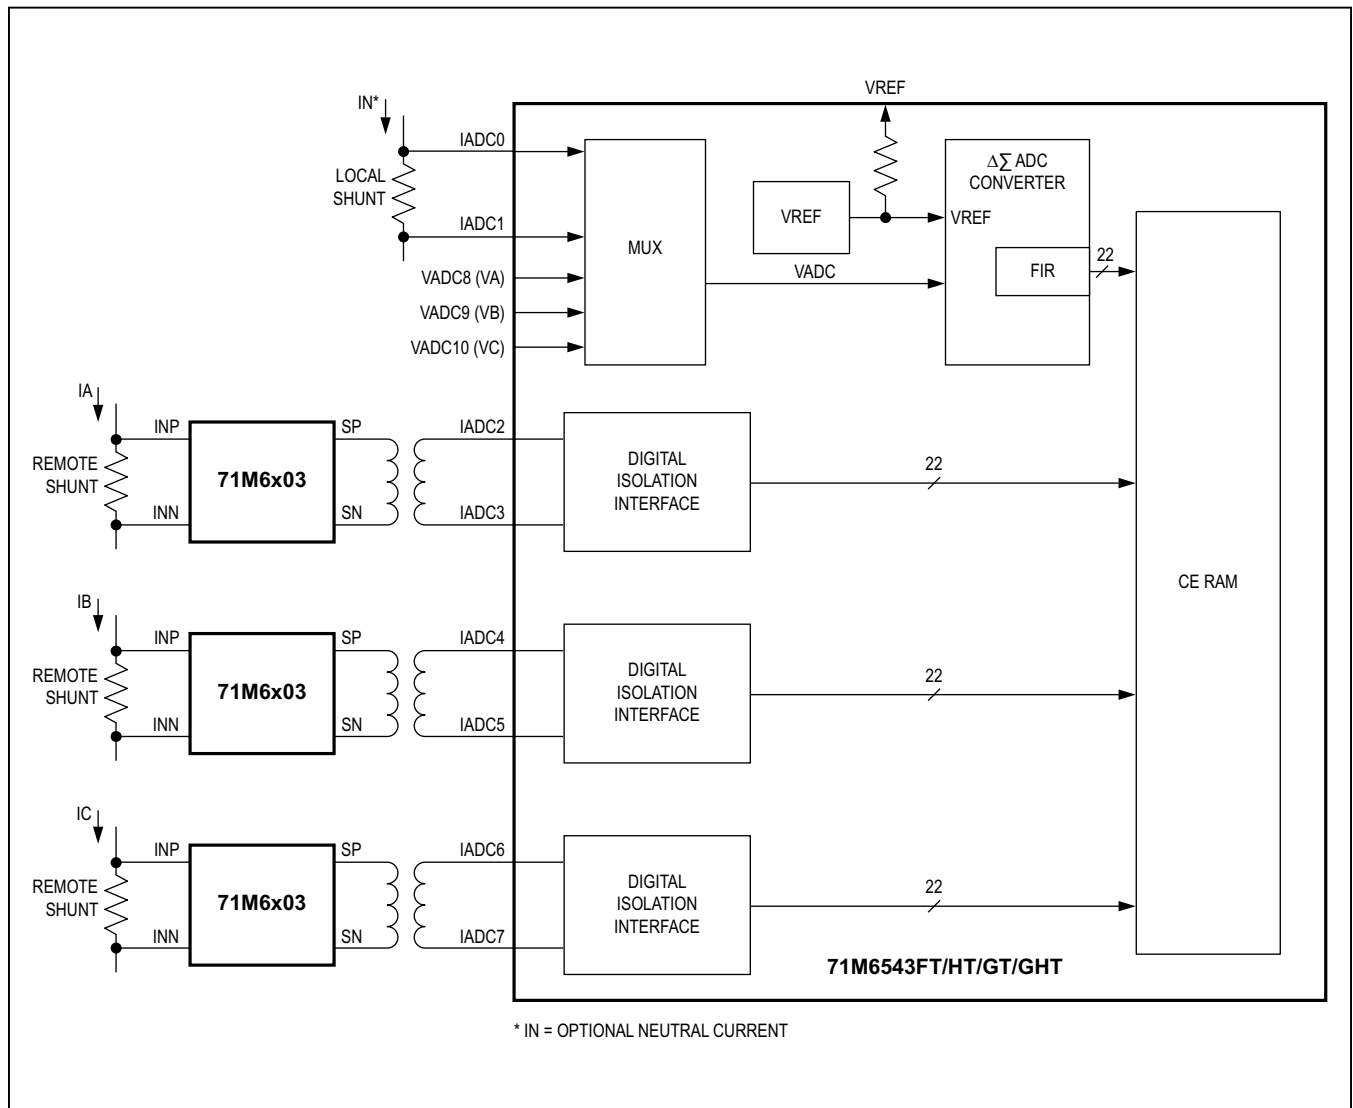 VREF
IN*
IADC0
LOCAL
SHUNT
IADC1
VADC8 (VA)
VADC9 (VB)
VADC10 (VC)
MUX
VREF
VADC
ΔΣ ADC
CONVERTER
VREF
FIR
22
CE RAM
IA
REMOTE
SHUNT
INP
INN
71M6x03
SP
SN
IADC2
IADC3
DIGITAL
ISOLATION
INTERFACE
22
IB
REMOTE
SHUNT
INP
INN
71M6x03
SP
SN
IADC4
IADC5
DIGITAL
ISOLATION
INTERFACE
22
IC
REMOTE
SHUNT
INP
INN
71M6x03
SP
SN
IADC6
IADC7
DIGITAL
ISOLATION
INTERFACE
22
71M6543FT/HT/GT/GHT
* IN = OPTIONAL NEUTRAL CURRENT